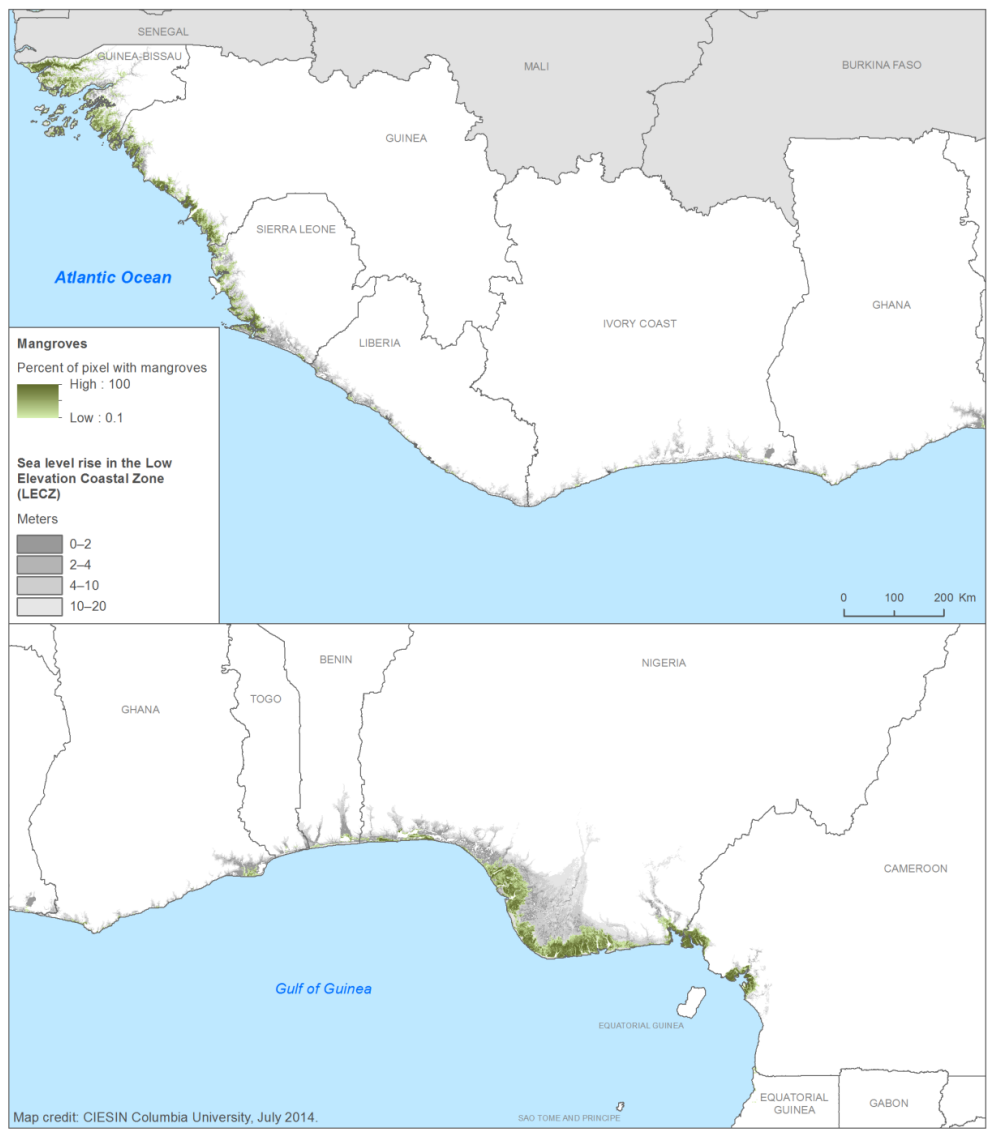 SENEGAL
GUINEA-BISSAU
MALI
BURKINA FASO
GUINEA
SIERRA LEONE
Atlantic Ocean
GHANA
IVORY COAST
LIBERIA
Mangroves
Percent of pixel with mangroves
High : 100
Low : 0.1
Sea level rise in the Low
Elevation Coastal Zone
(LECZ)
Meters
0–2
2–4
4–10
10–20
0 100 200 Km
BENIN
NIGERIA
TOGO
GHANA
CAMEROON
Gulf of Guinea
EQUATORIAL GUINEA
EQUATORIAL
GUINEA
GABON
SAO TOME AND PRINCIPE
Map credit: CIESIN Columbia University, July 2014.